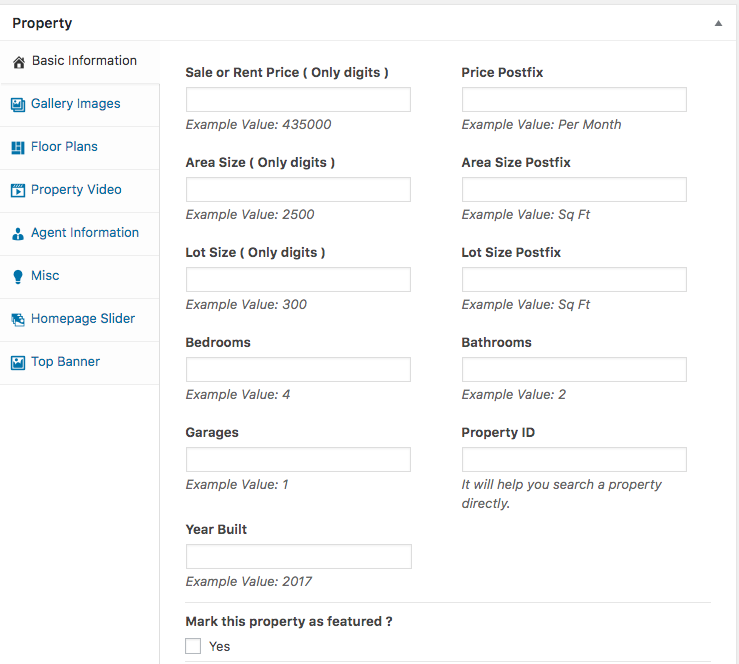 Property
Basic Information
Gallery Images
Floor Plans
Property Video
Agent Information
Misc
Homepage Slider
Top Banner
Sale or Rent Price ( Only digits )
Example Value: 435000
Price Postfix
Example Value: Per Month
Area Size ( Only digits )
Example Value: 2500
Area Size Postfix
Example Value: Sq Ft
Lot Size ( Only digits )
Example Value: 300
Lot Size Postfix
Example Value: Sq Ft
Bedrooms
Example Value: 4
Bathrooms
Example Value: 2
Garages
Example Value: 1
Property ID
It will help you search a property
directly.
Year Built
Example Value: 2017
Mark this property as featured ?
Yes